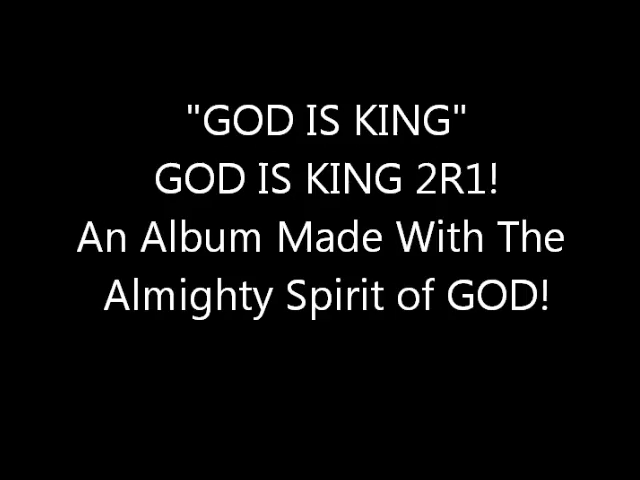 "GOD IS KING"
GOD IS KING 2R1!
An Album Made With The
Almighty Spirit of GOD!